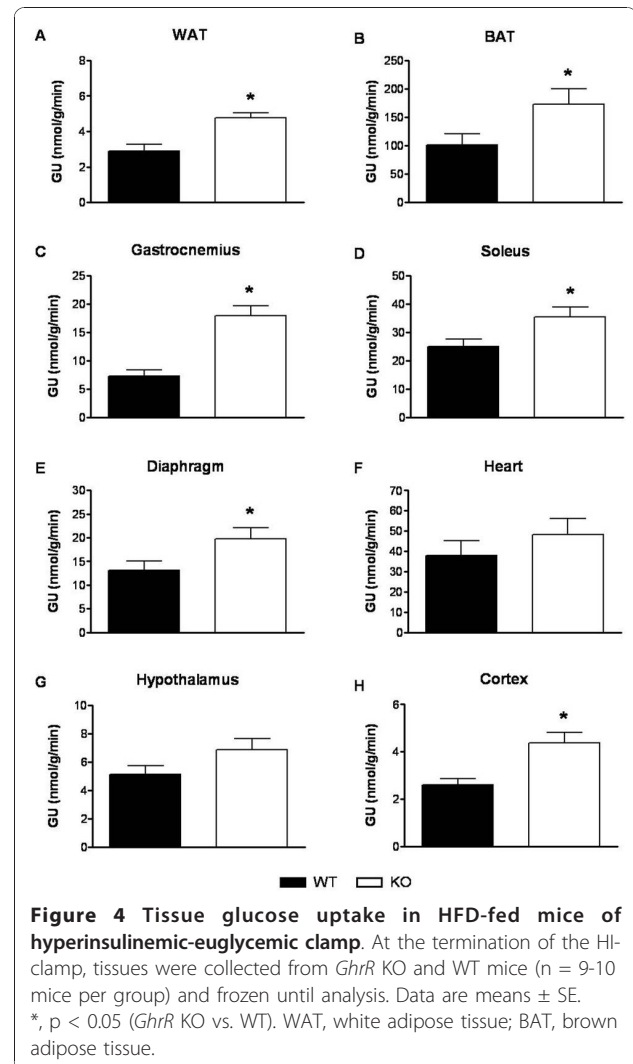 A WAT
8
6
4
2
0
GU (nmol/g/min)
*
B BAT
250
200
150
100
50
0
GU (nmol/g/min)
*
C Gastrocnemius
25
20
15
10
5
0
GU (nmol/g/min)
*
D Soleus
50
40
30
20
10
0
GU (nmol/g/min)
*
E Diaphragm
30
25
20
15
10
5
0
GU (nmol/g/min)
*
F Heart
70
60
50
40
30
20
10
0
GU (nmol/g/min)
G Hypothalamus
10
8
6
4
2
0
GU (nmol/g/min)
H Cortex
6
4
2
0
GU (nmol/g/min)
*
WT KO
Figure 4 Tissue glucose uptake in HFD-fed mice of
hyperinsulinemic-euglycemic clamp. At the termination of the HI-
clamp, tissues were collected from GhrR KO and WT mice (n = 9-10
mice per group) and frozen until analysis. Data are means ± SE.
*, p < 0.05 (GhrR KO vs. WT). WAT, white adipose tissue; BAT, brown
adipose tissue.